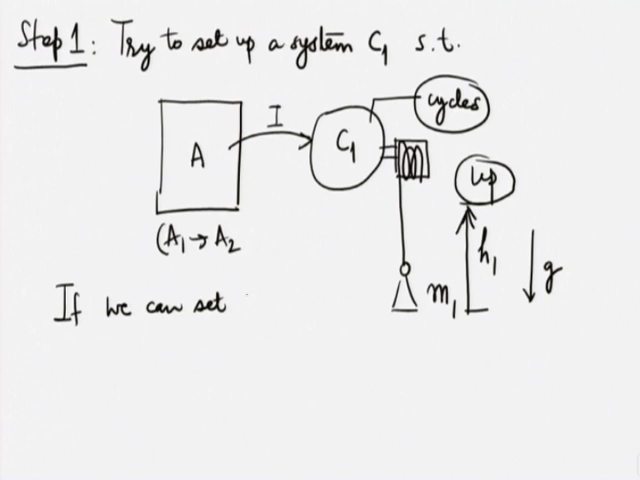 Step 1: Try to set up a system C₁ s.t.
cycles
I
A
C₁
up
(A₁→A₂
h₁
g
m₁
If we can set